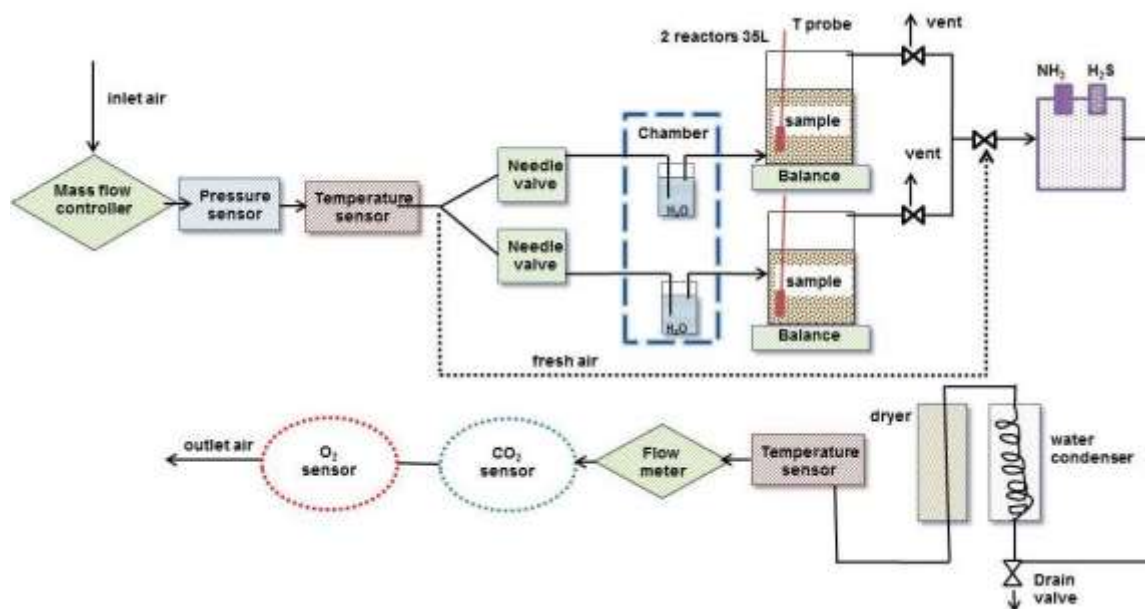 inlet air
Mass flow
controller
Pressure
sensor
Temperature
sensor
Needle
valve
Needle
valve
Chamber
H₂O
H₂O
2 reactors 35L
T probe
sample
Balance
sample
Balance
vent
vent
NH₃
H₂S
fresh air
dryer
water
condenser
Drain
valve
Temperature
sensor
Flow
meter
CO₂
sensor
O₂
sensor
outlet air